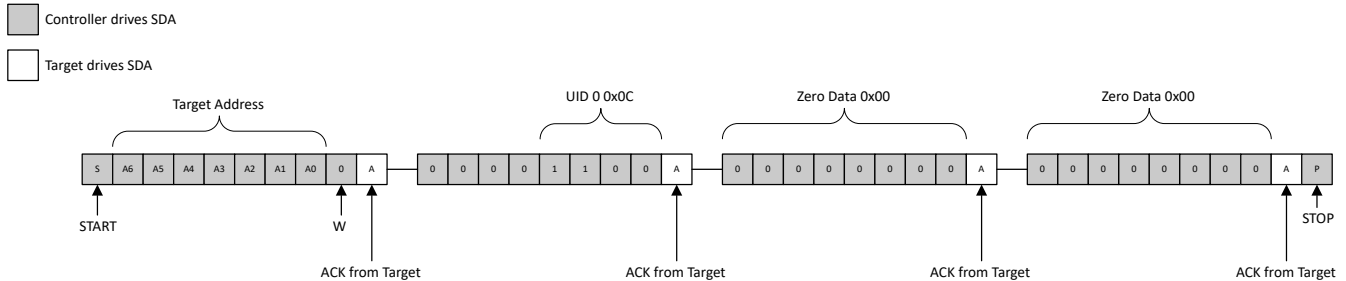 Controller drives SDA
Target drives SDA
Target Address
UID 0 0x0C
Zero Data 0x00
Zero Data 0x00
S A6 A5 A4 A3 A2 A1 A0 0 A 0 0 0 0 1 1 0 0 A 0 0 0 0 0 0 0 0 A 0 0 0 0 0 0 0 0 A P
START
W
STOP
ACK from Target
ACK from Target
ACK from Target
ACK from Target